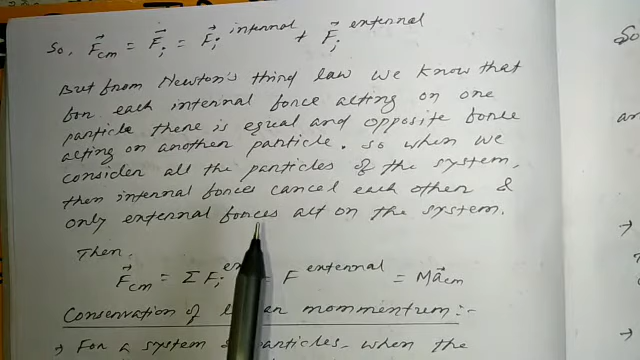 So, F⃗cm = F⃗i = F⃗i internal + F⃗i external
But from Newton's third law we know that
for each internal force acting on one
particle there is equal and opposite force
acting on another particle. So when we
consider all the particles of the system,
then internal forces cancel each other &
only external forces act on the system.
Then,
F⃗cm = Σ Fi = F external = Ma⃗cm
Conservation of mommentrum:-
→ For a system particles, when the
So